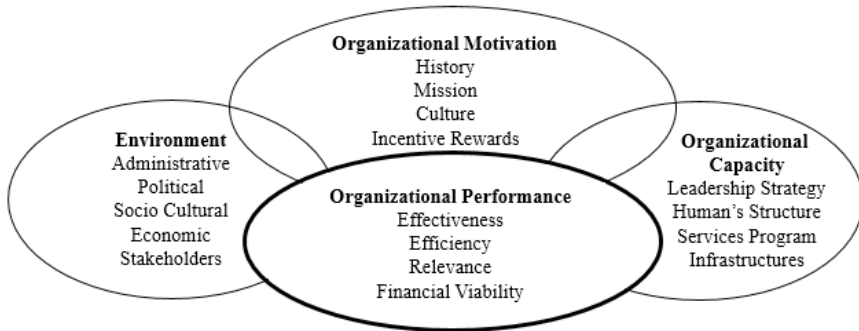 Organizational Motivation
History
Mission
Culture
Incentive Rewards
Environment
Administrative
Political
Socio Cultural
Economic
Stakeholders
Organizational Performance
Effectiveness
Efficiency
Relevance
Financial Viability
Organizational
Capacity
Leadership Strategy
Human’s Structure
Services Program
Infrastructures